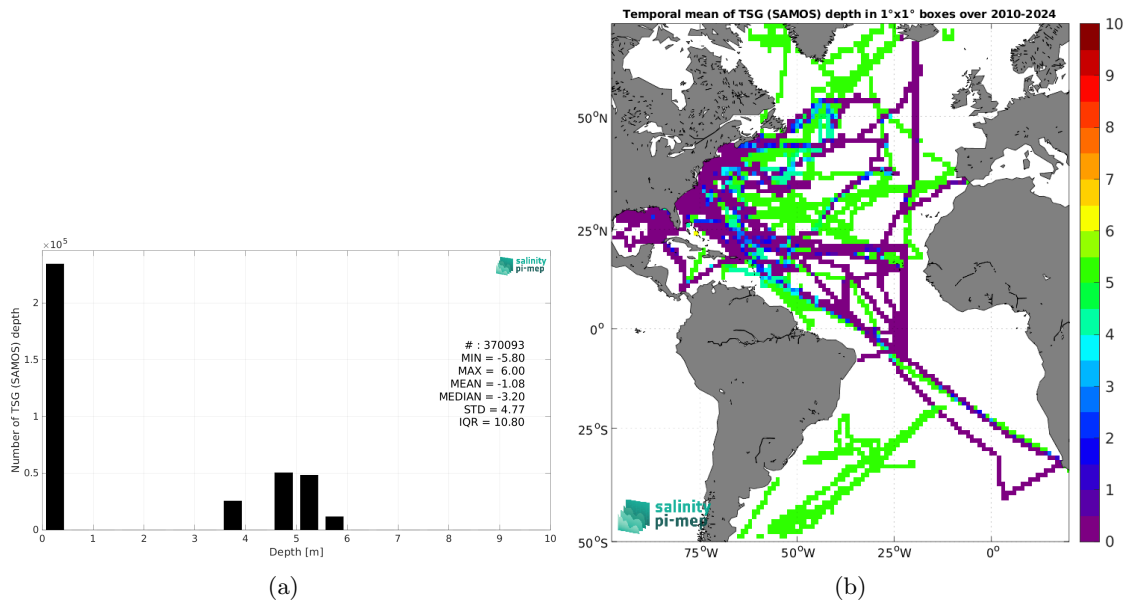 Temporal mean of TSG (SAMOS) depth in 1°x1° boxes over 2010-2024
×10⁵
2
1.5
1
0.5
0
Number of TSG (SAMOS) depth
0 1 2 3 4 5 6 7 8 9 10
Depth [m]
salinity
pi-mep
# : 370093
MIN = -5.80
MAX = 6.00
MEAN = -1.08
MEDIAN = -3.20
STD = 4.77
IQR = 10.80
(a)
50°N
25°N
0°
25°S
50°S
75°W 50°W 25°W 0°
salinity
pi-mep
10
9
8
7
6
5
4
3
2
1
0
(b)